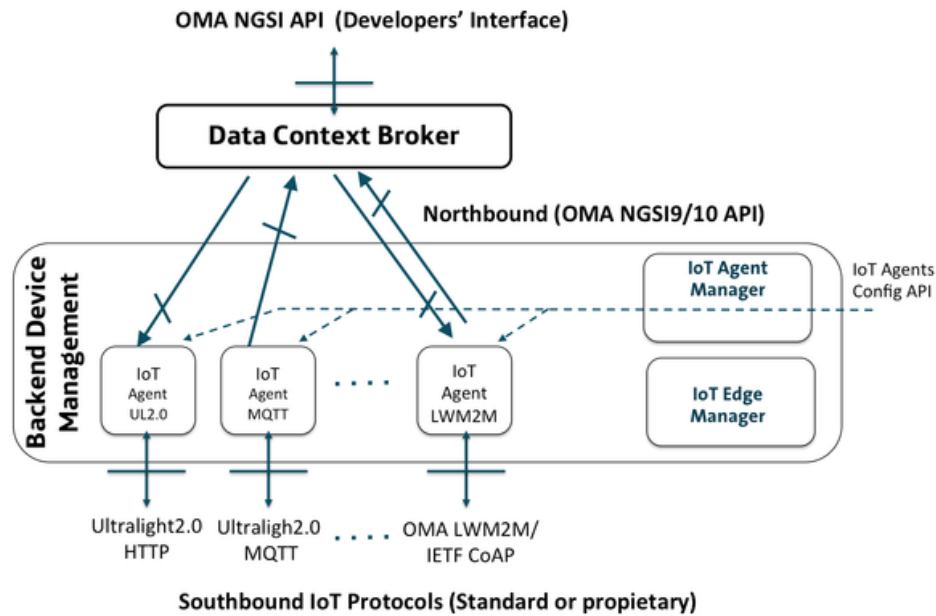 OMA NGSI API (Developers' Interface)
Data Context Broker
Northbound (OMA NGSI9/10 API)
Backend Device
Management
IoT Agent
Manager
IoT Agents
Config API
IoT
Agent
UL2.0
IoT
Agent
MQTT
. . . . .
IoT
Agent
LWM2M
IoT Edge
Manager
Ultralight2.0
HTTP
Ultraligh2.0
MQTT
. . . . .
OMA LWM2M/
IETF CoAP
Southbound IoT Protocols (Standard or propietary)